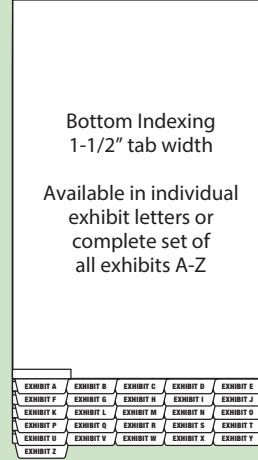 Bottom Indexing
1-1/2” tab width
Available in individual
exhibit letters or
complete set of
all exhibits A-Z
EXHIBIT A EXHIBIT B EXHIBIT C EXHIBIT D EXHIBIT E
EXHIBIT F EXHIBIT G EXHIBIT H EXHIBIT I EXHIBIT J
EXHIBIT K EXHIBIT L EXHIBIT M EXHIBIT N EXHIBIT O
EXHIBIT P EXHIBIT Q EXHIBIT R EXHIBIT S EXHIBIT T
EXHIBIT U EXHIBIT V EXHIBIT W EXHIBIT X EXHIBIT Y
EXHIBIT Z